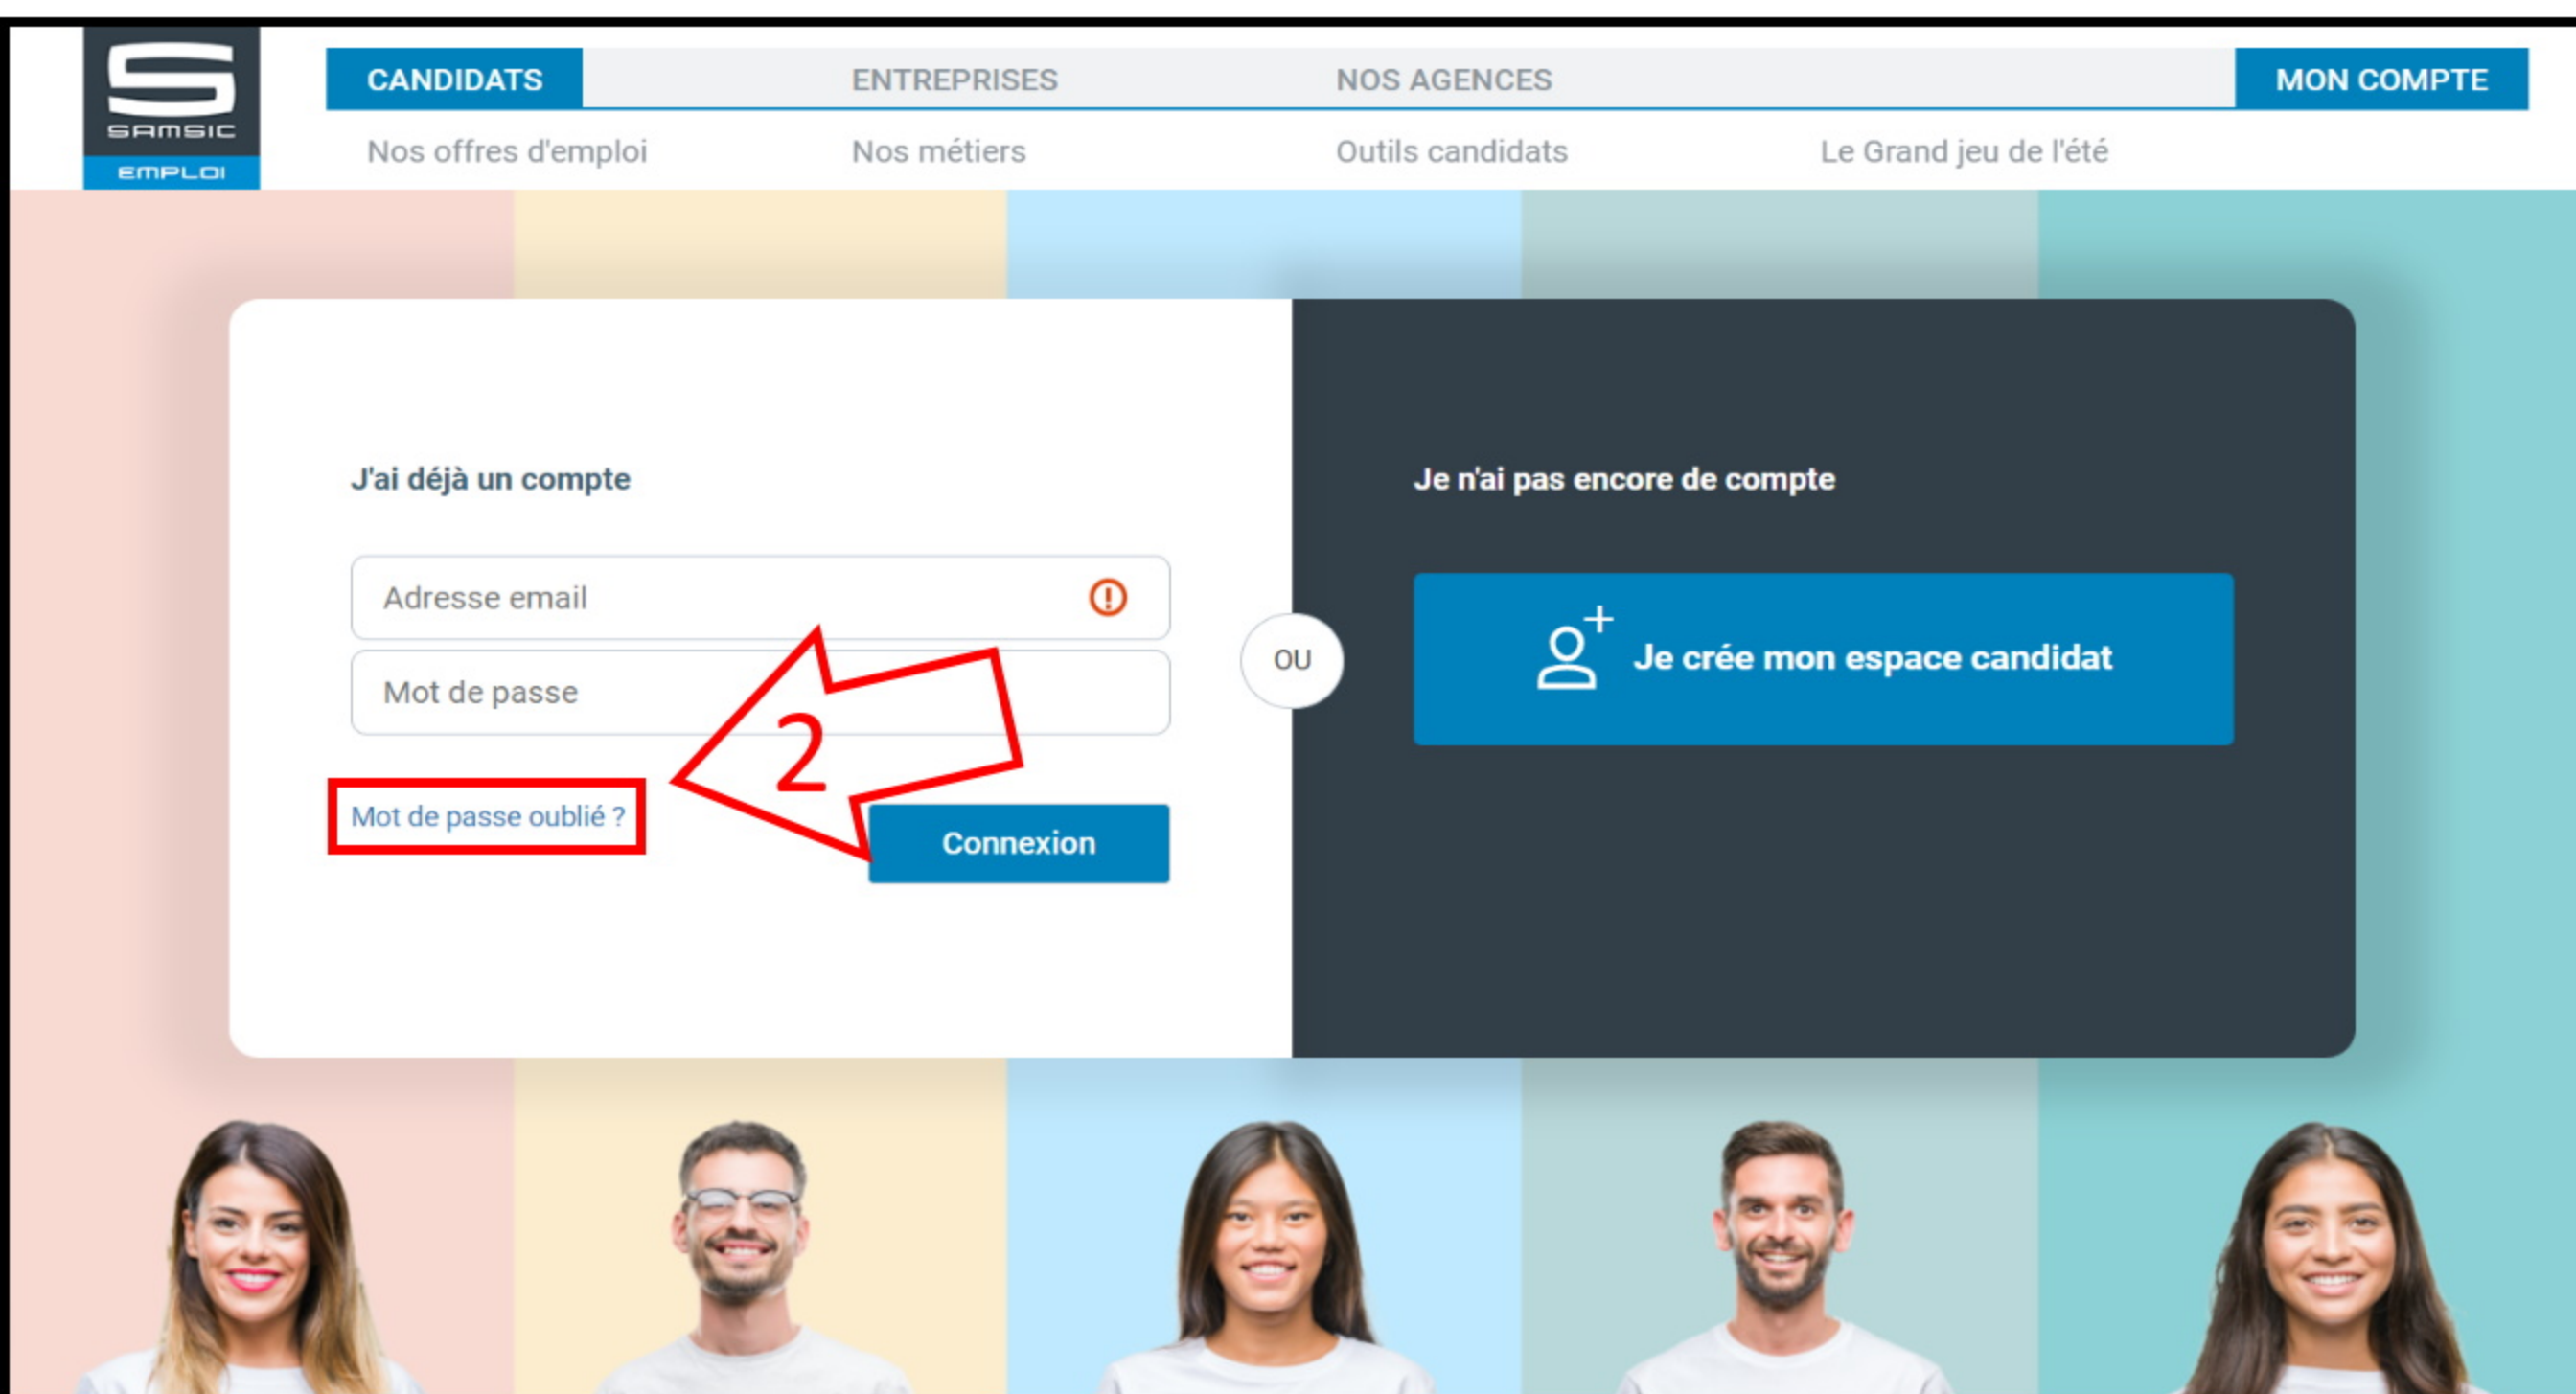 SAMSIC
EMPLOI
CANDIDATS
ENTREPRISES
NOS AGENCES
MON COMPTE
Nos offres d'emploi
Nos métiers
Outils candidats
Le Grand jeu de l'été
J'ai déjà un compte
Adresse email
Mot de passe
2
Mot de passe oublié ?
Connexion
OU
Je n'ai pas encore de compte
Je crée mon espace candidat